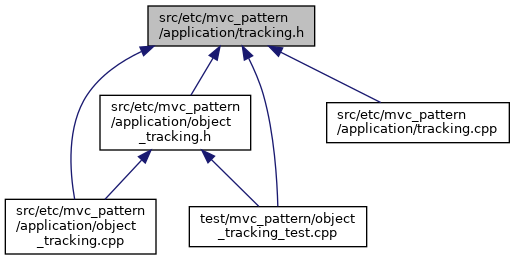 src/etc/mvc_pattern
/application/tracking.h
src/etc/mvc_pattern
/application/object
_tracking.h
src/etc/mvc_pattern
/application/tracking.cpp
src/etc/mvc_pattern
/application/object
_tracking.cpp
test/mvc_pattern/object
_tracking_test.cpp